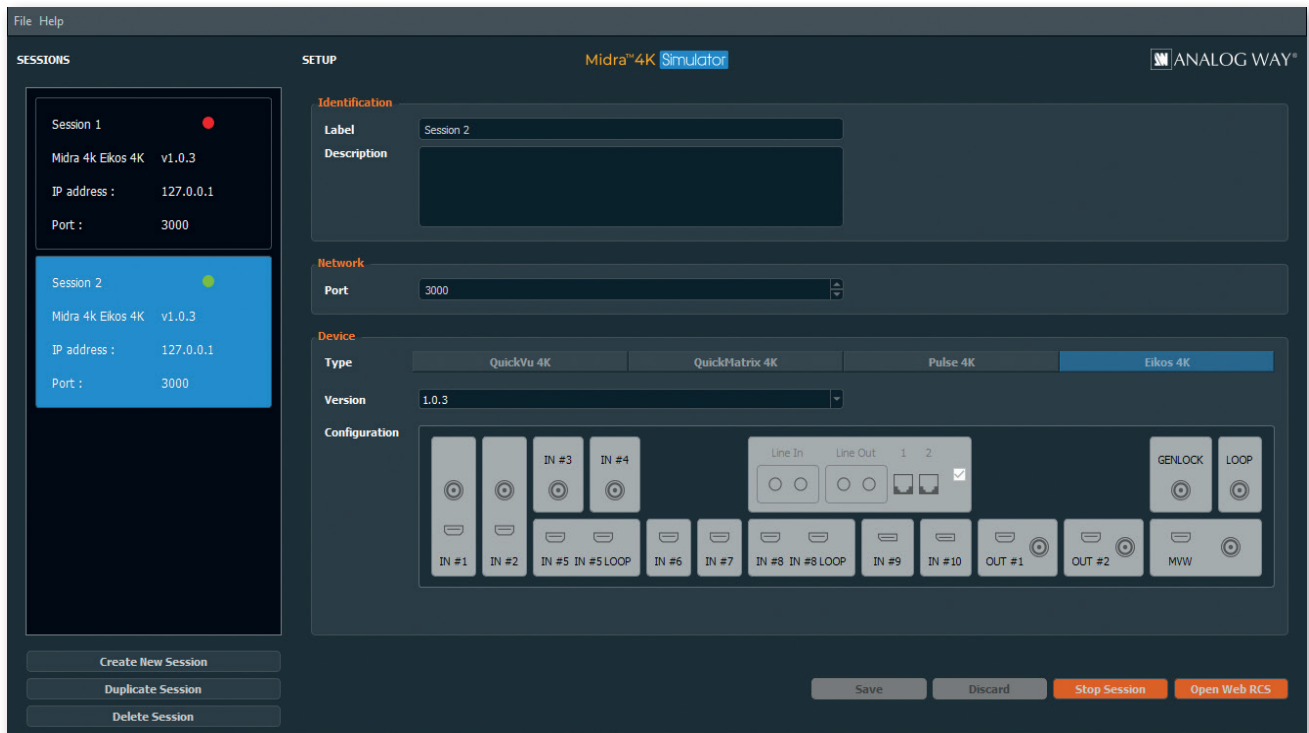 File Help
SESSIONS
SETUP
Midra™4K Simulator
ANALOG WAY®
Session 1
Midra 4k Eikos 4K v1.0.3
IP address : 127.0.0.1
Port : 3000
Session 2
Midra 4k Eikos 4K v1.0.3
IP address : 127.0.0.1
Port : 3000
Create New Session
Duplicate Session
Delete Session
Identification
Label Session 2
Description
Network
Port 3000
Device
Type QuickVu 4K QuickMatrix 4K Pulse 4K Eikos 4K
Version 1.0.3
Configuration
Line In Line Out 1 2
IN #3 IN #4 GENLOCK LOOP
IN #1 IN #2 IN #5 IN #5 LOOP IN #6 IN #7 IN #8 IN #8 LOOP IN #9 IN #10 OUT #1 OUT #2 MVW
Save Discard Stop Session Open Web RCS